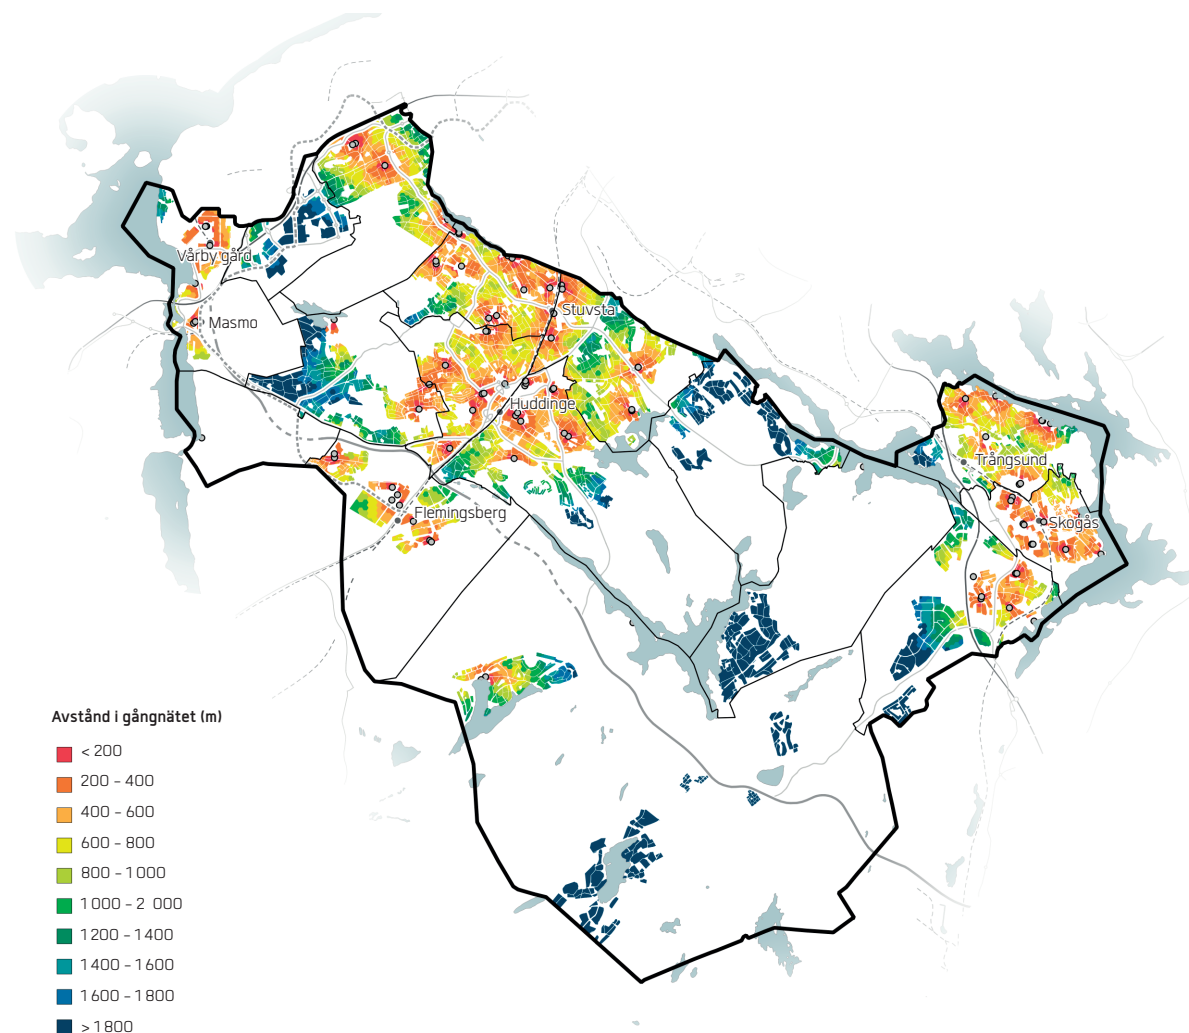 Vårby gård
Masmo
Stuvsta
Huddinge
Trångsund
Flemingsberg
Skogås
Avstånd i gångnätet (m)
< 200
200 – 400
400 – 600
600 – 800
800 – 1000
1000 – 2 000
1200 – 1400
1400 – 1600
1600 – 1800
> 1800